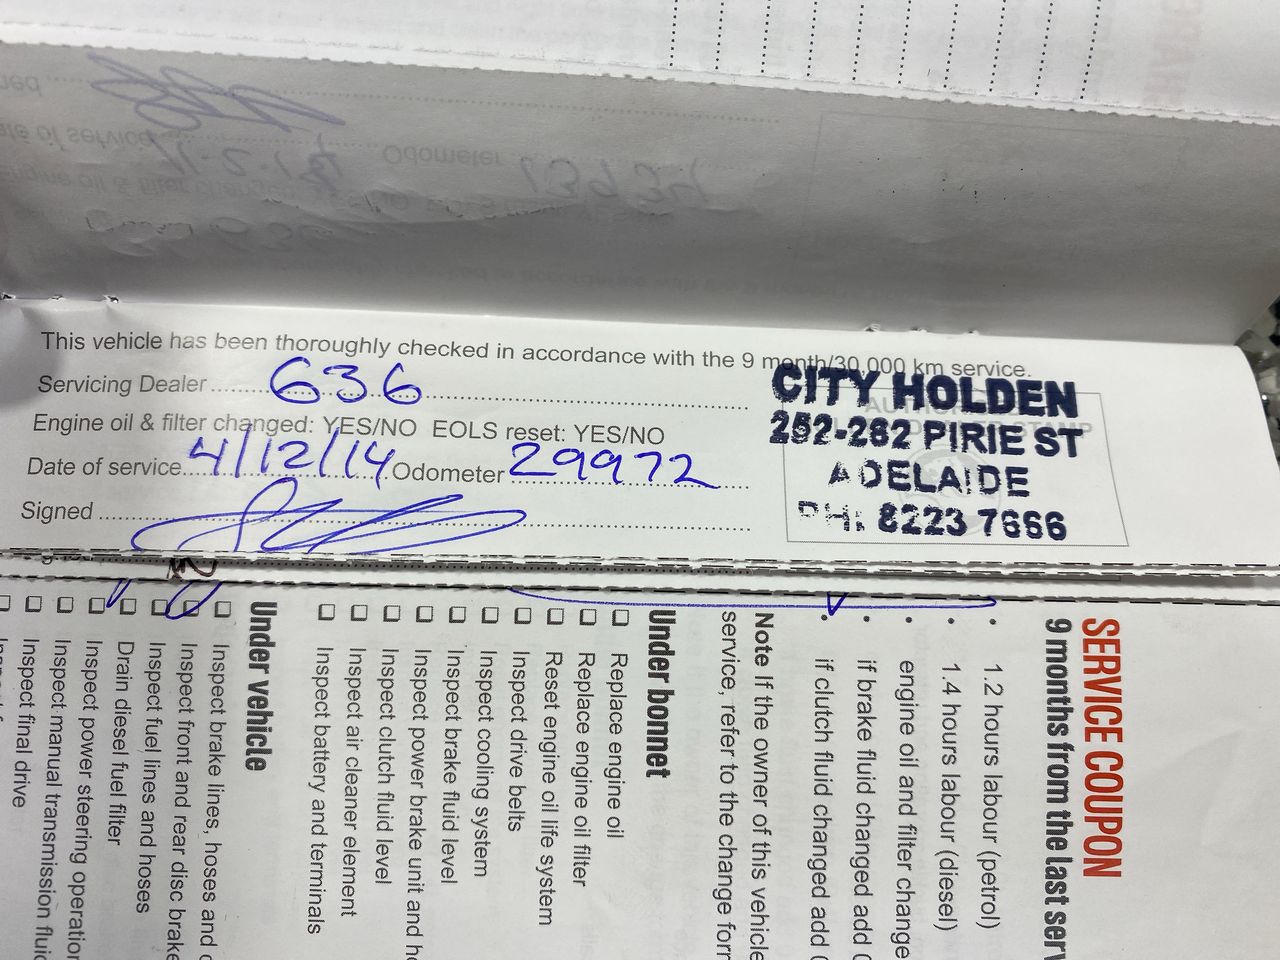 This vehicle has been thoroughly checked in accordance with the 9 month/30,000 km service.
Servicing Dealer 636
Engine oil & filter changed: YES/NO EOLS reset: YES/NO
Date of service 4/12/14 Odometer 29972
Signed
CITY HOLDEN
252-262 PIRIE ST
ADELAIDE
PH: 8223 7666
SERVICE COUPON
9 months from the last
• 1.2 hours labour (petrol)
• 1.4 hours labour (diesel)
• engine oil and filter change
• if brake fluid changed add
• if clutch fluid changed add
Note If the owner of this vehicle
service, refer to the change
Under bonnet
Replace engine oil
Replace engine oil filter
Reset engine oil life system
Inspect drive belts
Inspect cooling system
Inspect brake fluid level
Inspect power brake unit and
Inspect clutch fluid level
Inspect air cleaner element
Inspect battery and terminals
Under vehicle
Inspect brake lines, hoses and
Inspect front and rear disc
Inspect fuel lines and hoses
Drain diesel fuel filter
Inspect power steering
Inspect manual transmission
Inspect final drive